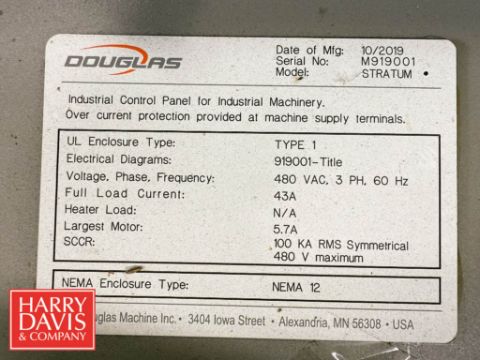 DOUGLAS
Date of Mfg: 10/2019
Serial No: M919001
Model: STRATUM
Industrial Control Panel for Industrial Machinery.
Over current protection provided at machine supply terminals.
UL Enclosure Type: TYPE 1
Electrical Diagrams: 919001-Title
Voltage, Phase, Frequency: 480 VAC, 3 PH, 60 Hz
Full Load Current: 43A
Heater Load: N/A
Largest Motor: 5.7A
SCCR: 100 KA RMS Symmetrical
480 V maximum
NEMA Enclosure Type: NEMA 12
Machine Inc. • 3404 Iowa Street • Alexandria, MN 56308 • USA
HARRY
DAVIS
& COMPANY